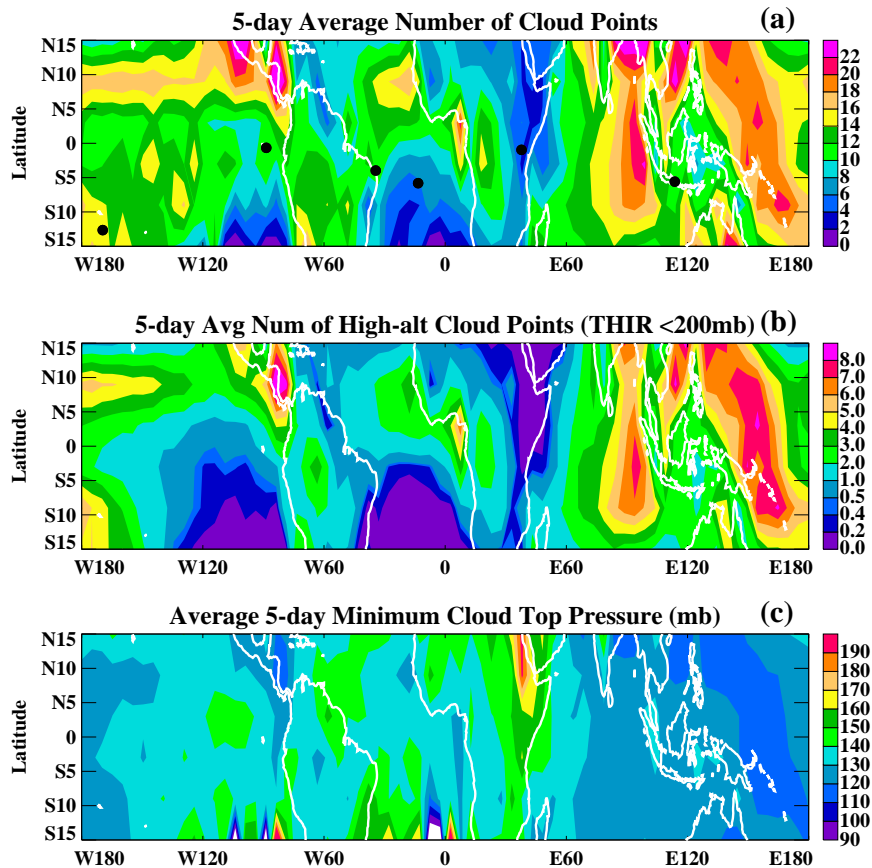 5-day Average Number of Cloud Points (a)
Latitude
N15
N10
N5
0
S5
S10
S15
W180 W120 W60 0 E60 E120 E180
22
20
18
16
14
12
10
8
6
4
2
0
5-day Avg Num of High-alt Cloud Points (THIR <200mb) (b)
Latitude
N15
N10
N5
0
S5
S10
S15
W180 W120 W60 0 E60 E120 E180
8.0
7.0
6.0
5.0
4.0
3.0
2.0
1.0
0.5
0.4
0.2
0.0
Average 5-day Minimum Cloud Top Pressure (mb) (c)
Latitude
N15
N10
N5
0
S5
S10
S15
W180 W120 W60 0 E60 E120 E180
190
180
170
160
150
140
130
120
110
100
90